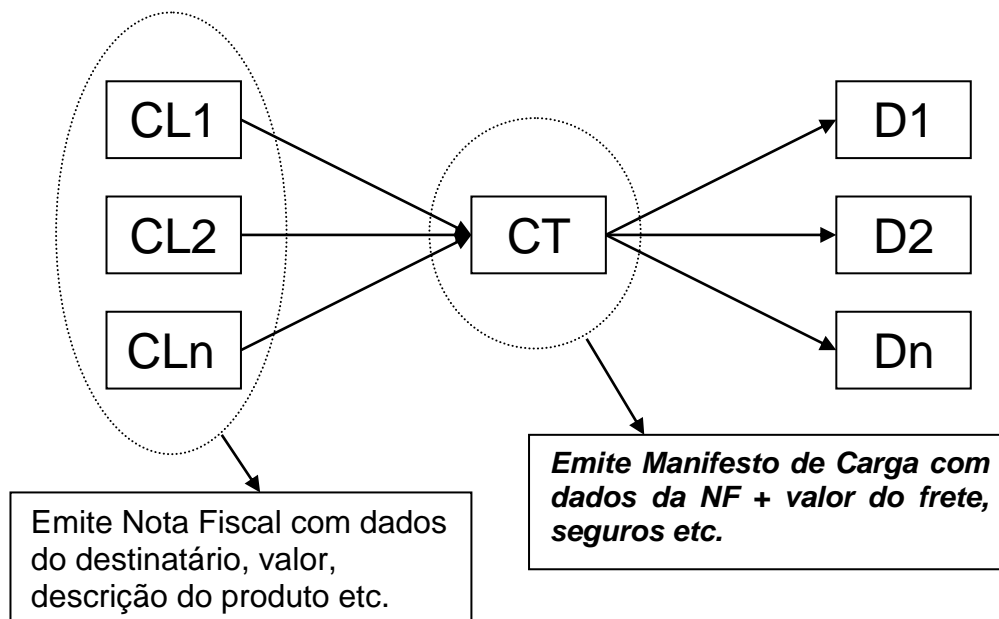 CL1
CL2
CLn
CT
D1
D2
Dn
Emite Nota Fiscal com dados
do destinatário, valor,
descrição do produto etc.
Emite Manifesto de Carga com
dados da NF + valor do frete,
seguros etc.